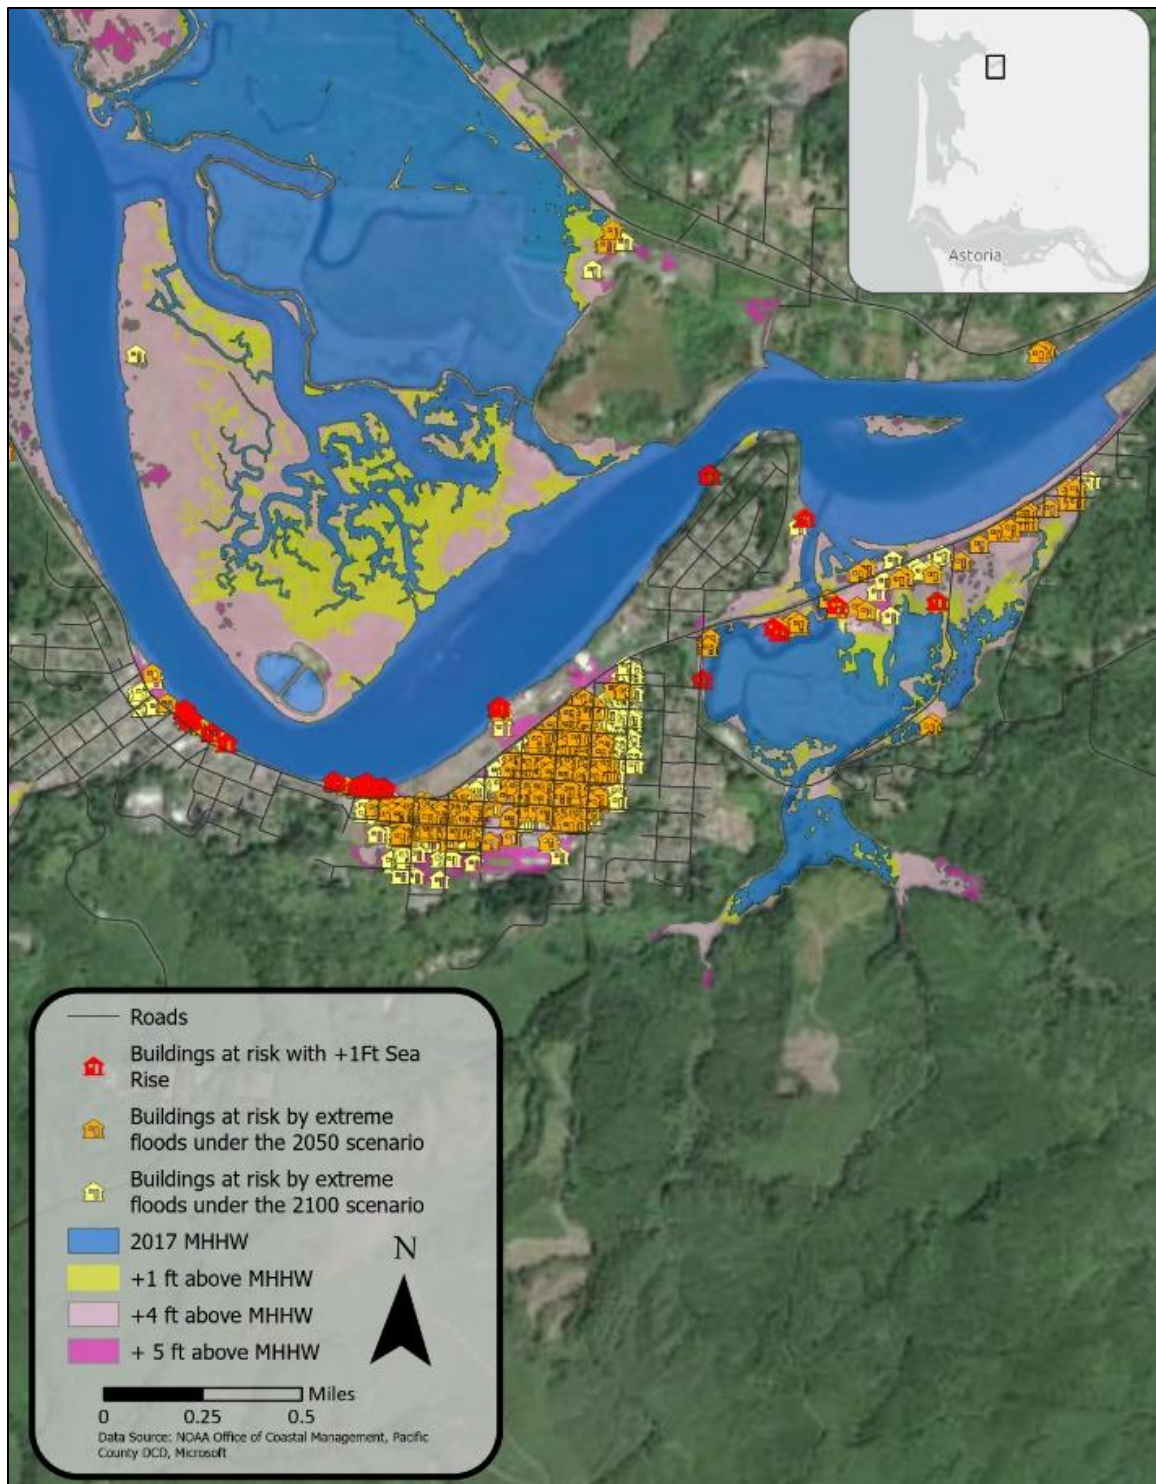 Astoria
Roads
Buildings at risk with +1Ft Sea
Rise
Buildings at risk by extreme
floods under the 2050 scenario
Buildings at risk by extreme
floods under the 2100 scenario
2017 MHHW
+1 ft above MHHW
+4 ft above MHHW
+ 5 ft above MHHW
N
Miles
0 0.25 0.5
Data Source: NOAA Office of Coastal Management, Pacific
County DCD, Microsoft